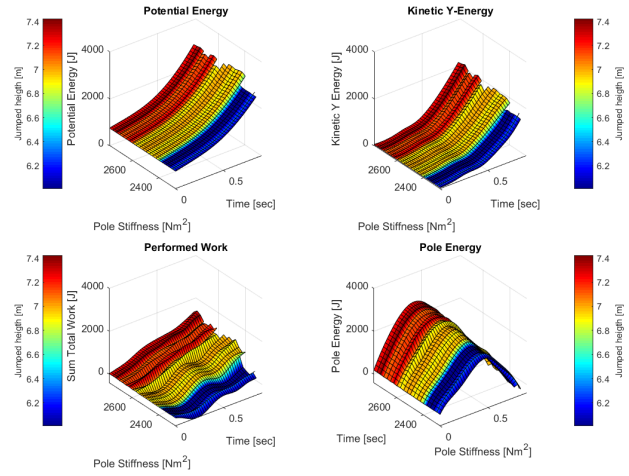 Potential Energy
7.4
7.2
7
6.8
6.6
6.4
6.2
Jumped heigth [m]
Potential Energy [J]
4000
2000
0
2600
2400
0
0.5
Time [sec]
Pole Stiffness [Nm²]
Kinetic Y-Energy
Kinetic Y Energy [J]
4000
2000
0
2600
2400
0
0.5
Time [sec]
Pole Stiffness [Nm²]
7.4
7.2
7
6.8
6.6
6.4
6.2
Jumped heigth [m]
Performed Work
7.4
7.2
7
6.8
6.6
6.4
6.2
Jumped heigth [m]
Sum Total Work [J]
4000
2000
0
2600
2400
0
0.5
Time [sec]
Pole Stiffness [Nm²]
Pole Energy
Pole Energy [J]
4000
2000
0
2600
2400
0
0.5
Time [sec]
Pole Stiffness [Nm²]
7.4
7.2
7
6.8
6.6
6.4
6.2
Jumped heigth [m]